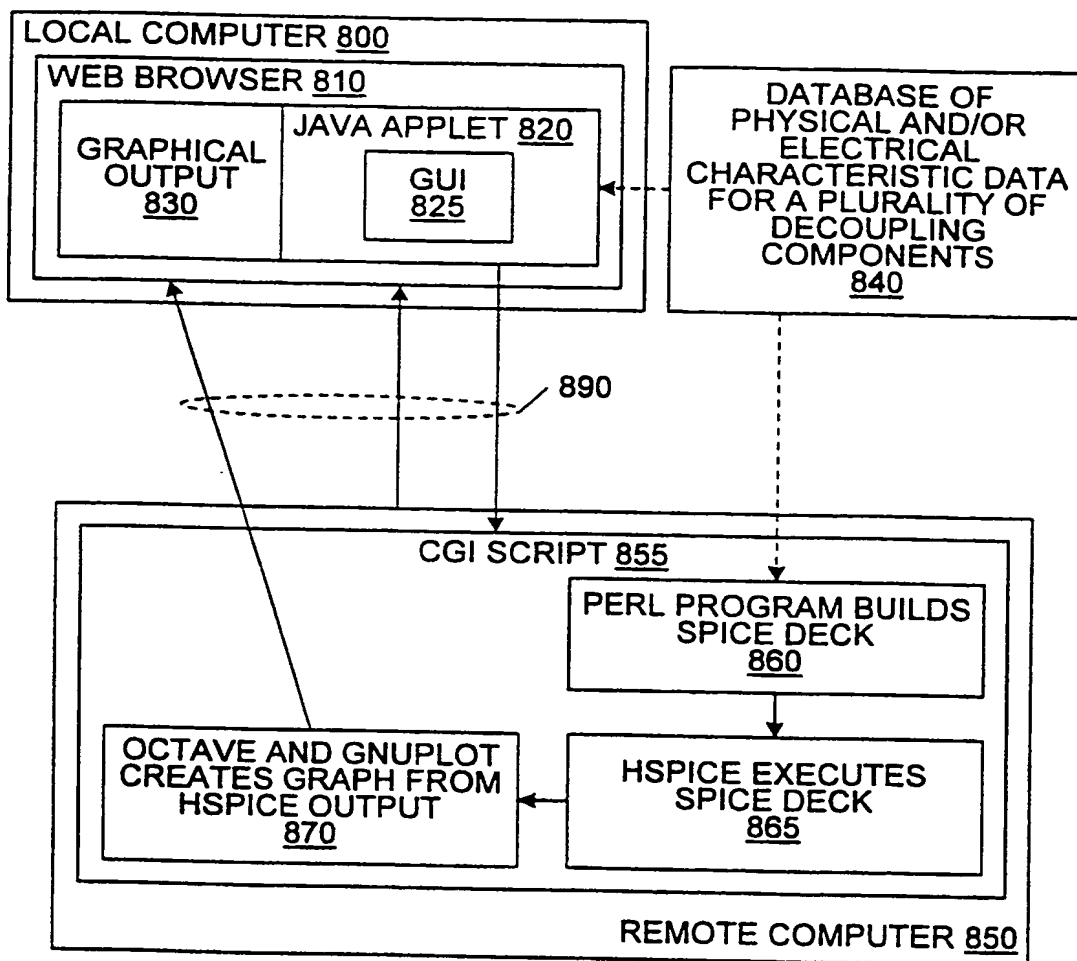 LOCAL COMPUTER 800
WEB BROWSER 810
GRAPHICAL
OUTPUT
830
JAVA APPLET 820
GUI
825
DATABASE OF
PHYSICAL AND/OR
ELECTRICAL
CHARACTERISTIC DATA
FOR A PLURALITY OF
DECOUPLING
COMPONENTS
840
890
CGI SCRIPT 855
PERL PROGRAM BUILDS
SPICE DECK
860
OCTAVE AND GNUPLOT
CREATES GRAPH FROM
HSPICE OUTPUT
870
HSPICE EXECUTES
SPICE DECK
865
REMOTE COMPUTER 850